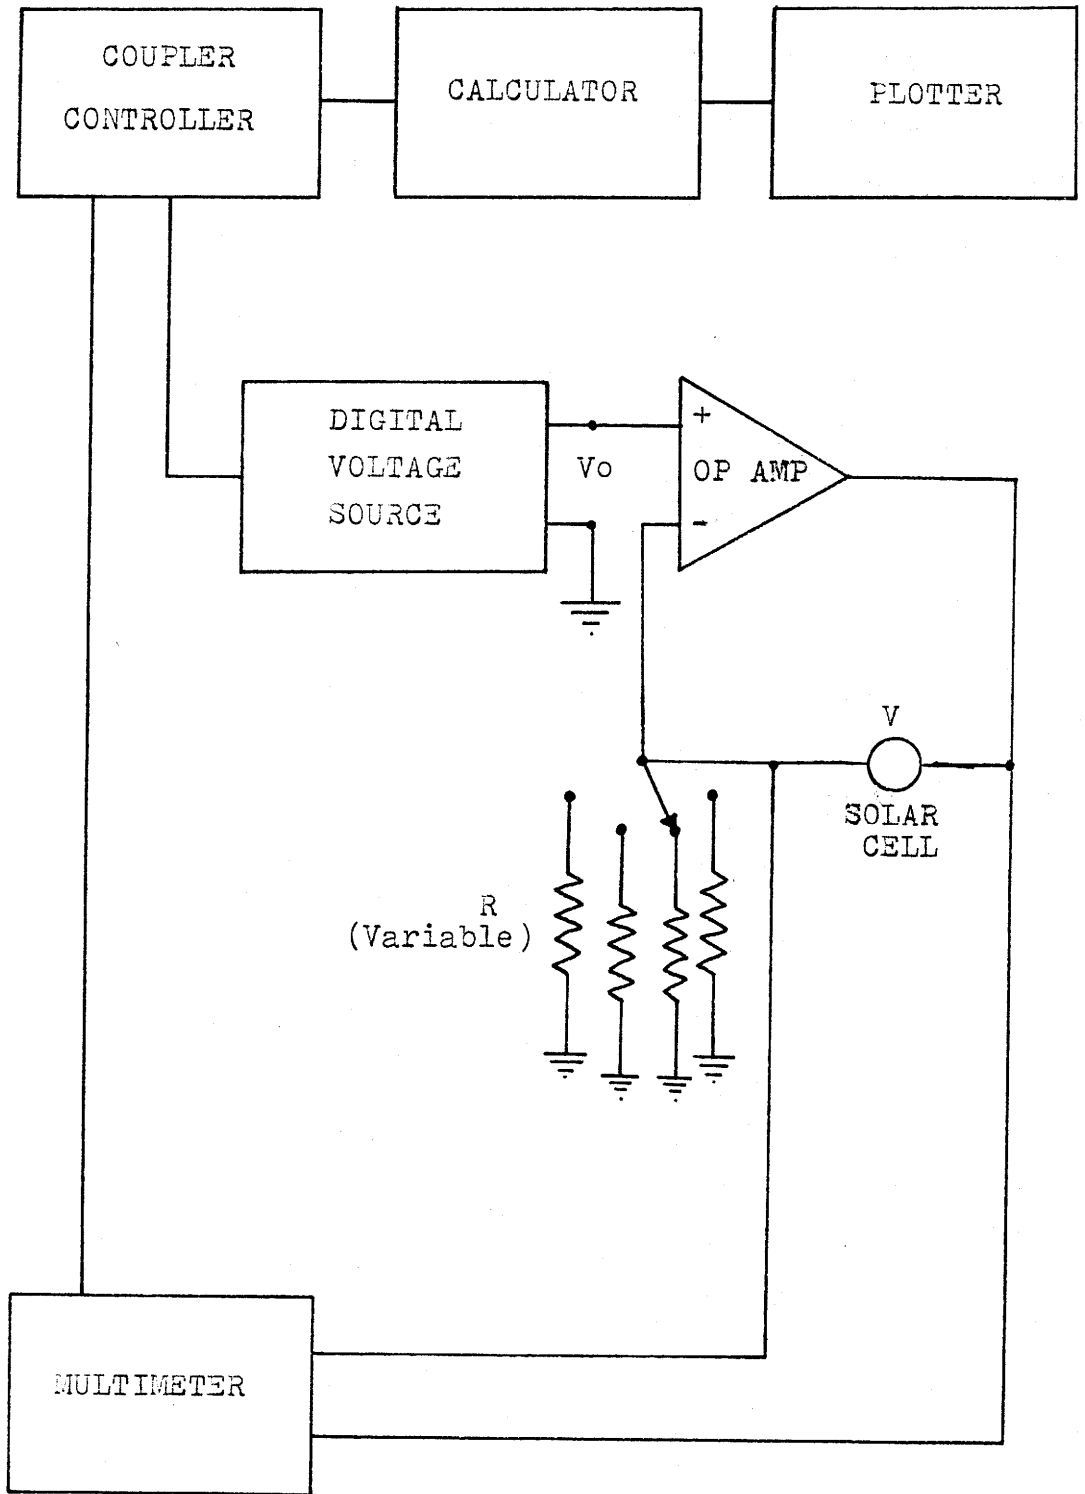 COUPLER
CONTROLLER
CALCULATOR
PLOTTER
DIGITAL
VOLTAGE
SOURCE
Vo
+
OP AMP
-
V
SOLAR
CELL
R
(Variable)
MULTIMETER